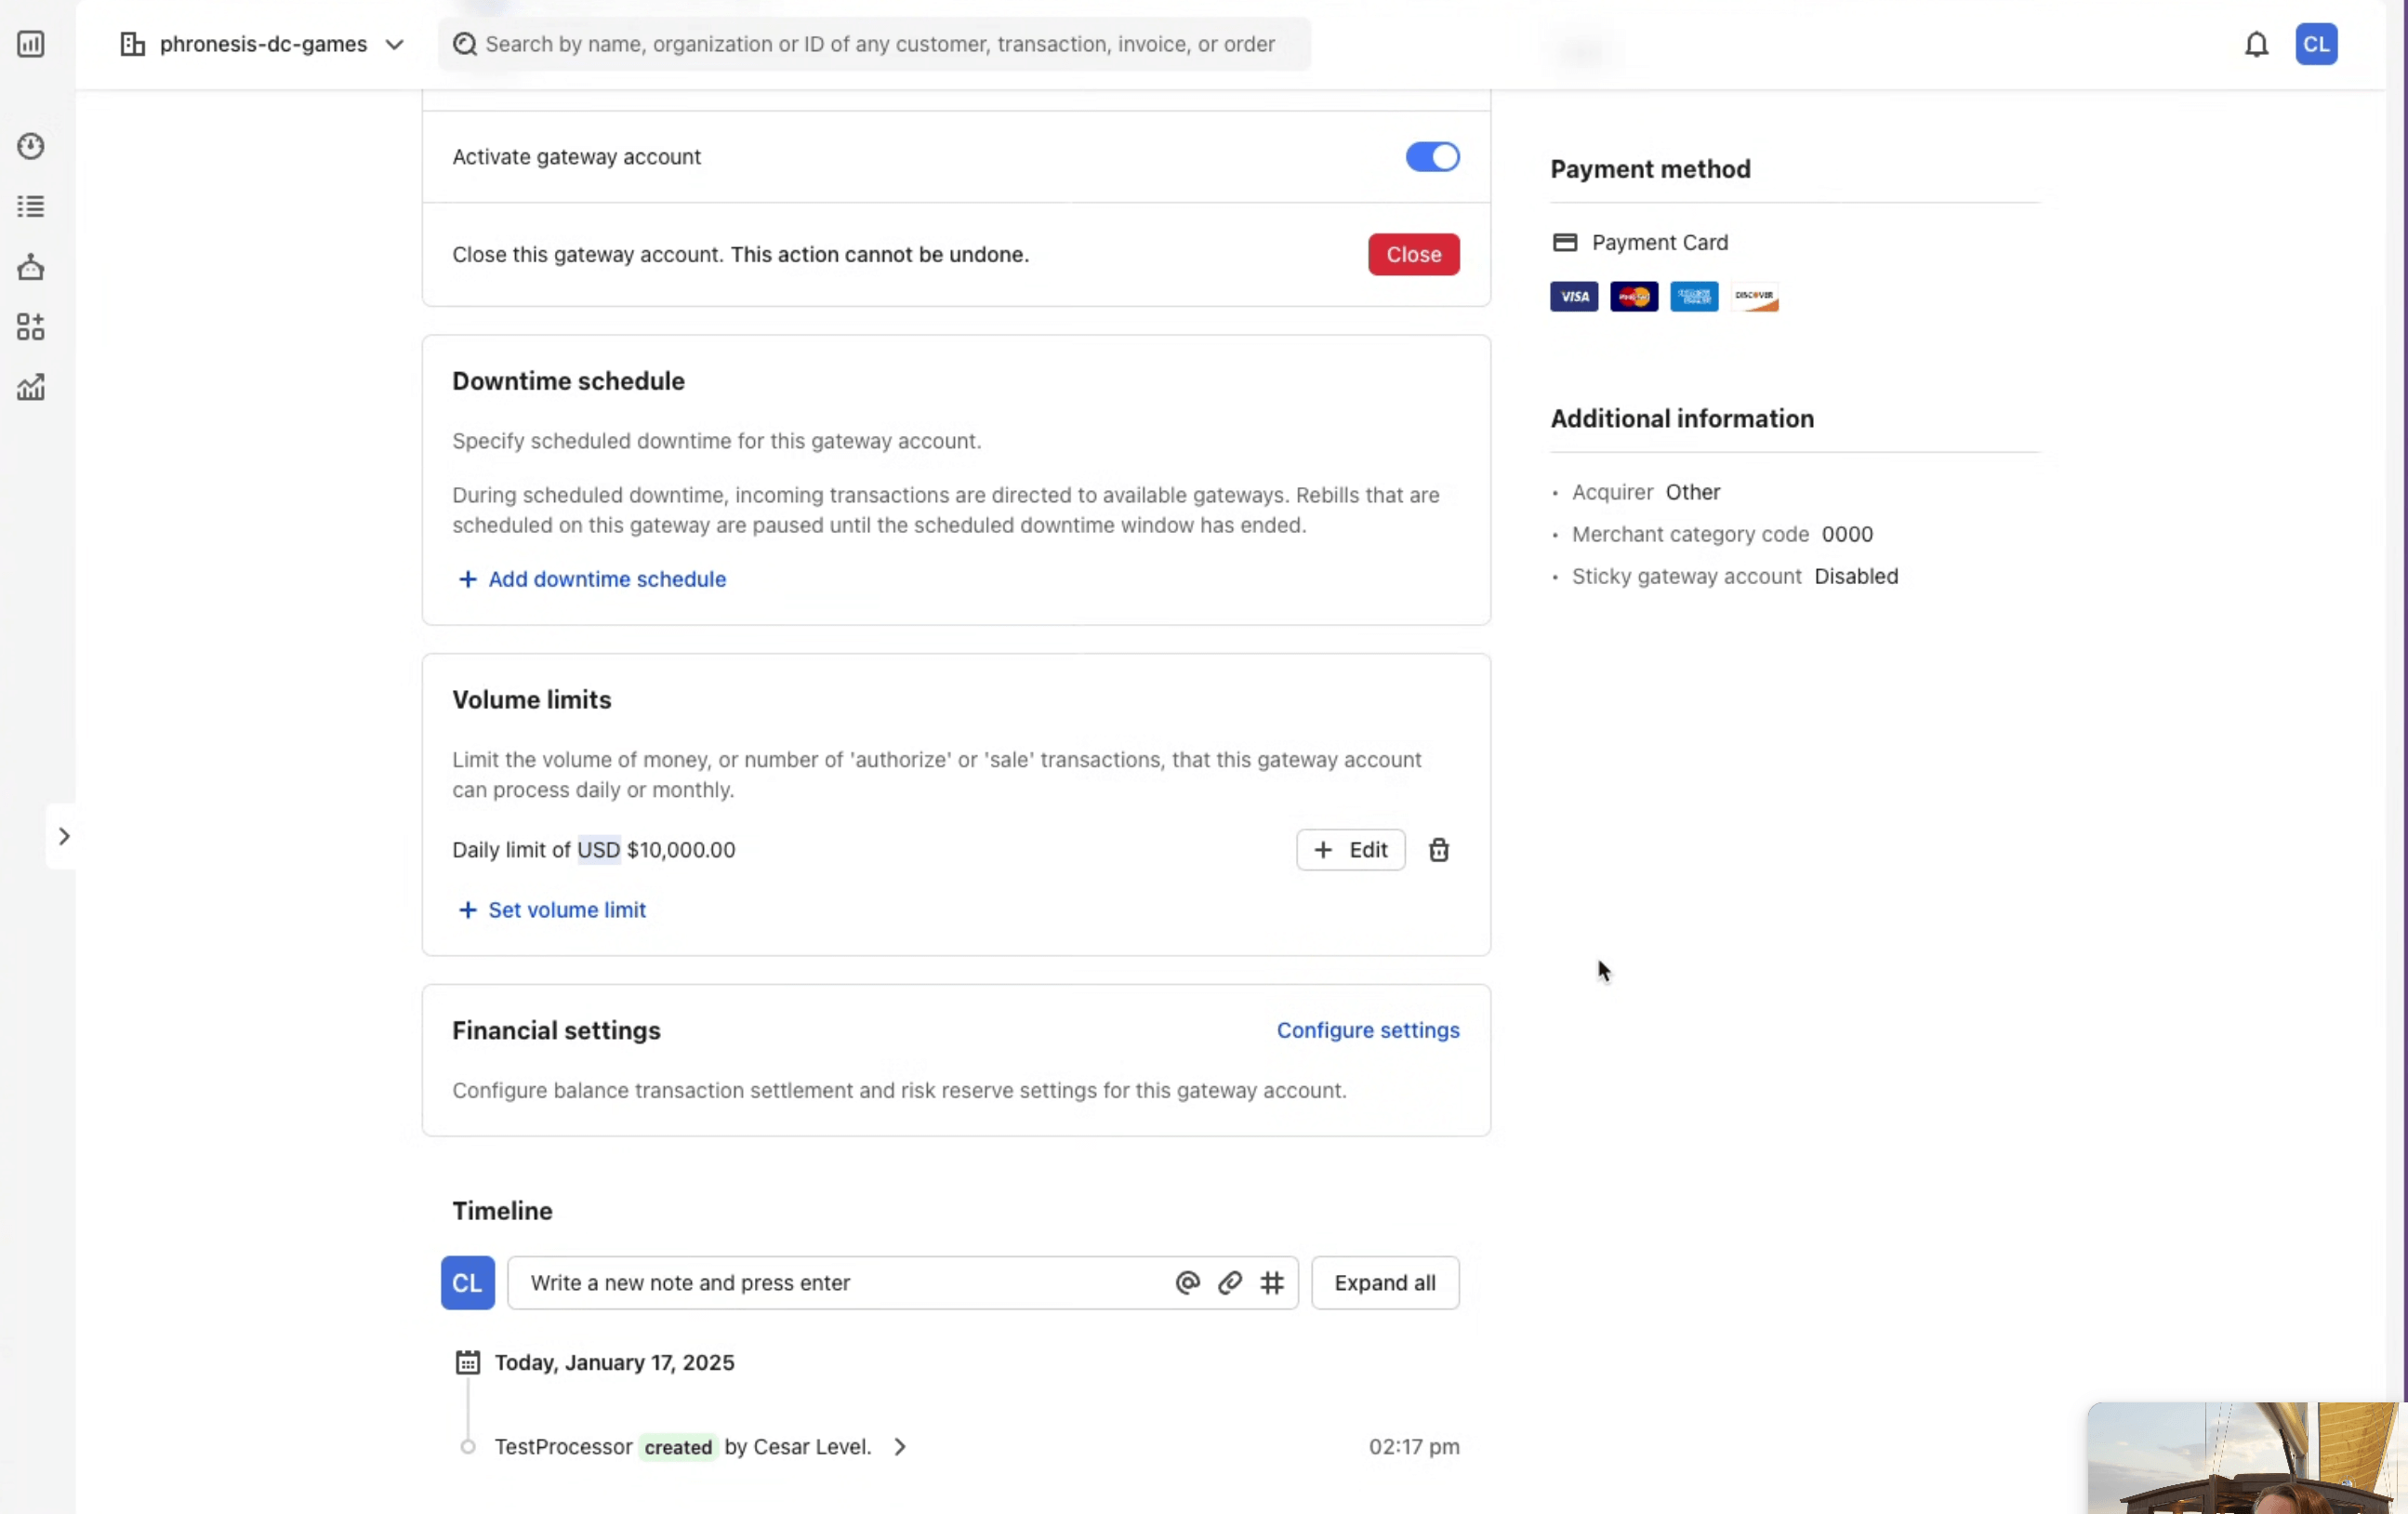 phronesis-dc-games
Search by name, organization or ID of any customer, transaction, invoice, or order
CL
Activate gateway account
Close this gateway account. This action cannot be undone.
Close
Downtime schedule
Specify scheduled downtime for this gateway account.
During scheduled downtime, incoming transactions are directed to available gateways. Rebills that are
scheduled on this gateway are paused until the scheduled downtime window has ended.
+ Add downtime schedule
Volume limits
Limit the volume of money, or number of 'authorize' or 'sale' transactions, that this gateway account
can process daily or monthly.
Daily limit of USD $10,000.00
+ Edit
+ Set volume limit
Financial settings
Configure settings
Configure balance transaction settlement and risk reserve settings for this gateway account.
Timeline
CL
Write a new note and press enter
Expand all
Today, January 17, 2025
TestProcessor created by Cesar Level.
02:17 pm
Payment method
Payment Card
VISA
DISCOVER
Additional information
• Acquirer Other
• Merchant category code 0000
• Sticky gateway account Disabled